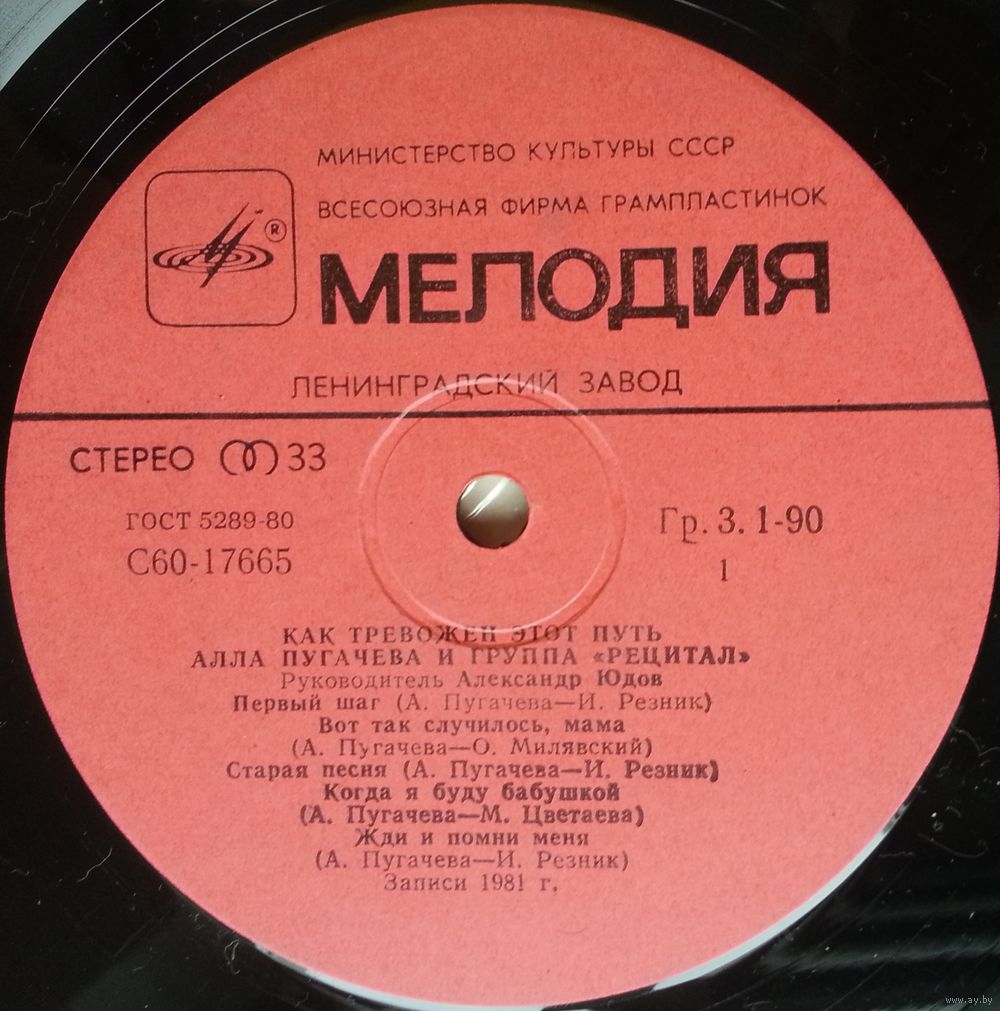 МИНИСТЕРСТВО КУЛЬТУРЫ СССР
ВСЕСОЮЗНАЯ ФИРМА ГРАМПЛАСТИНОК
®
МЕЛОДИЯ
ЛЕНИНГРАДСКИЙ ЗАВОД
СТЕРЕО 33
ГОСТ 5289-80
С60-17665
Гр. 3. 1-90
1
КАК ТРЕВОЖЕН ЭТОТ ПУТЬ
АЛЛА ПУГАЧЕВА И ГРУППА «РЕЦИТАЛ»
Руководитель Александр Юдов
Первый шаг (А. Пугачева—И. Резник)
Вот так случилось, мама
(А. Пугачева—О. Милявский)
Старая песня (А. Пугачева—И. Резник)
Когда я буду бабушкой
(А. Пугачева—М. Цветаева)
Жди и помни меня
(А. Пугачева—И. Резник)
Записи 1981 г.
www.ay.by